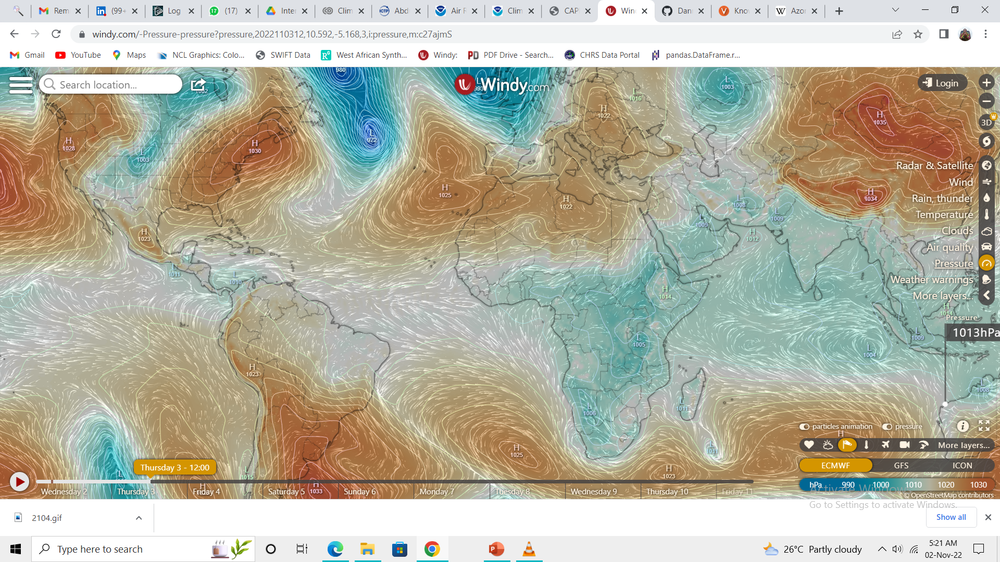 Rem
(99+
Log
(17)
Inter
Clim
ICTP Abd
Air F
Clim
CAP
Win
Dan
Kno
W Azor
windy.com/-Pressure-pressure?pressure,2022110312,10.592,-5.168,3,i:pressure,m:c27ajmS
Gmail
YouTube
Maps
NCL Graphics: Colo...
SWIFT Data
West African Synth...
Windy:
PDF Drive - Search...
CHRS Data Portal
pandas.DataFrame.r...
Search location...
Windy.com
Login
3D
980
L 993
1002
L 1003
L 1016
H 1022
H 1035
L 972
H 1028
H 1030
L 1003
H 1025
H 1022
H 1034
L 1008
L 1009
L 1009
H 1012
H 1023
L 1011
L 1010
H 1014
H 1014
L 1005
L 1009
L 1004
H 1023
L 1008
L 1006
L 1011
H 1025
L 1011
H
H 1023
L
L 1015
H
H 1033
Radar & Satellite
Wind
Rain, thunder
Temperature
Clouds
Air quality
Pressure
Weather warnings
More layers...
Pressure
1013hPa
particles animation
pressure
More layers...
ECMWF
GFS
ICON
hPa 990 1000 1010 1020 1030
© OpenStreetMap contributors
Thursday 3 - 12:00
Wednesday 2
Thursday 3
Friday 4
Saturday 5
Sunday 6
Monday 7
Tuesday 8
Wednesday 9
Thursday 10
Friday 11
Activate Windows
Go to Settings to activate Windows.
2104.gif
Show all
Type here to search
26°C Partly cloudy
5:21 AM
02-Nov-22